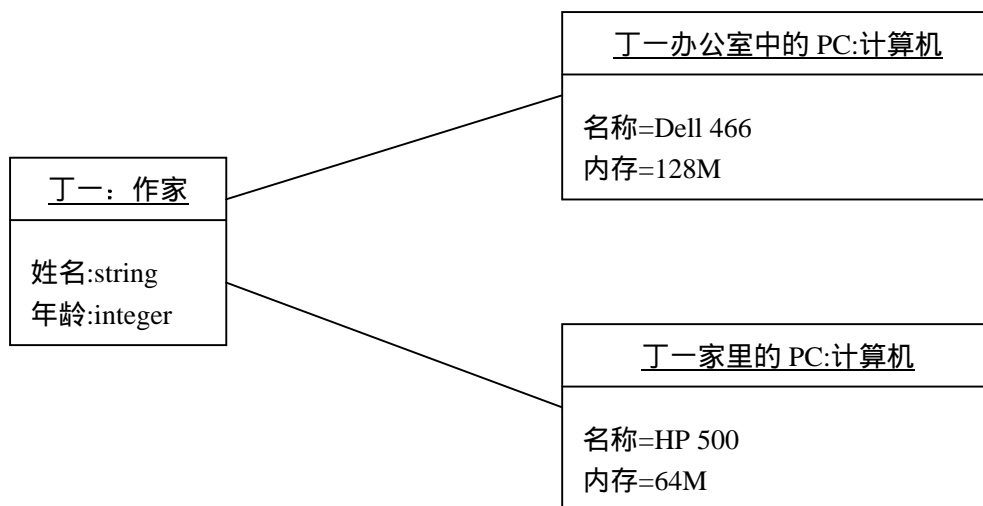 丁一办公室中的 PC:计算机
名称=Dell 466
内存=128M
丁一：作家
姓名:string
年龄:integer
丁一家里的 PC:计算机
名称=HP 500
内存=64M